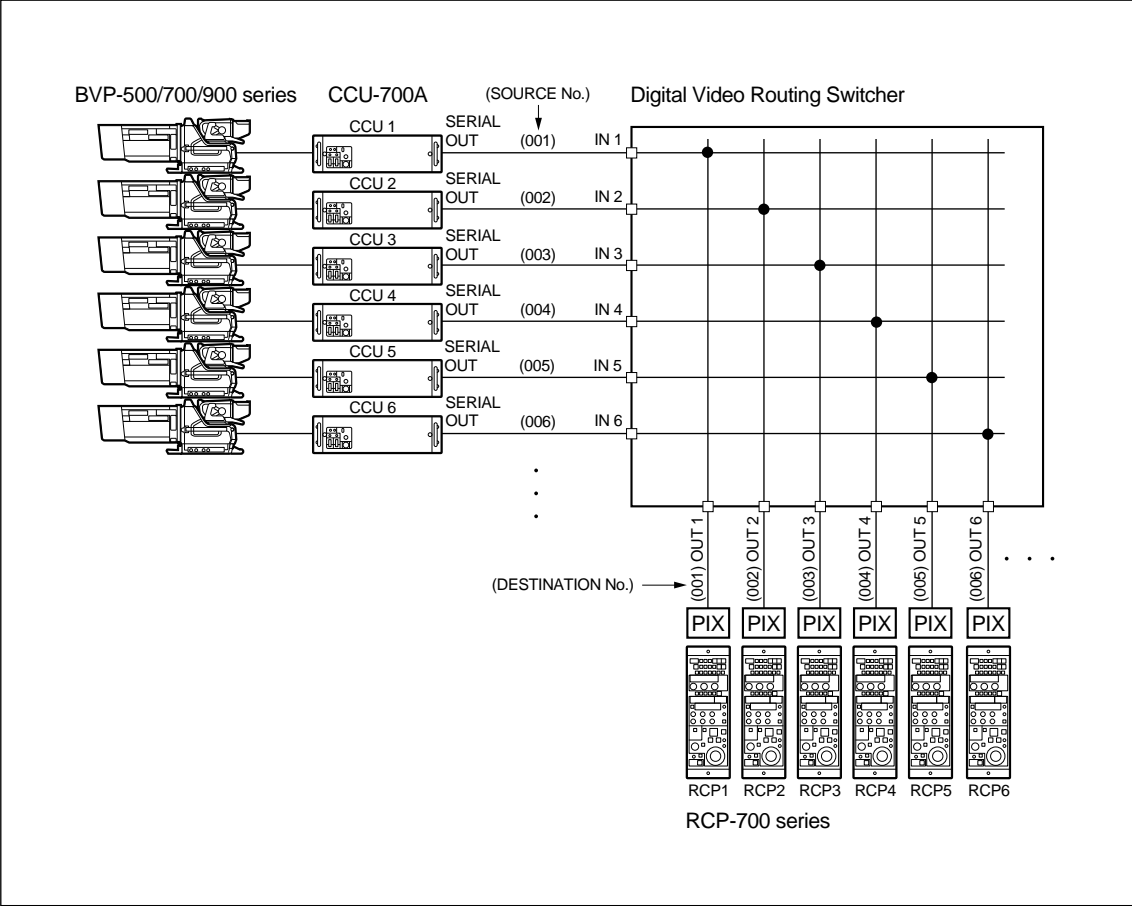 BVP-500/700/900 series
CCU-700A
(SOURCE No.)
Digital Video Routing Switcher
CCU 1
SERIAL
OUT
(001)
IN 1
CCU 2
SERIAL
OUT
(002)
IN 2
CCU 3
SERIAL
OUT
(003)
IN 3
CCU 4
SERIAL
OUT
(004)
IN 4
CCU 5
SERIAL
OUT
(005)
IN 5
CCU 6
SERIAL
OUT
(006)
IN 6
(DESTINATION No.)
(001) OUT 1
(002) OUT 2
(003) OUT 3
(004) OUT 4
(005) OUT 5
(006) OUT 6
PIX
PIX
PIX
PIX
PIX
PIX
RCP1
RCP2
RCP3
RCP4
RCP5
RCP6
RCP-700 series